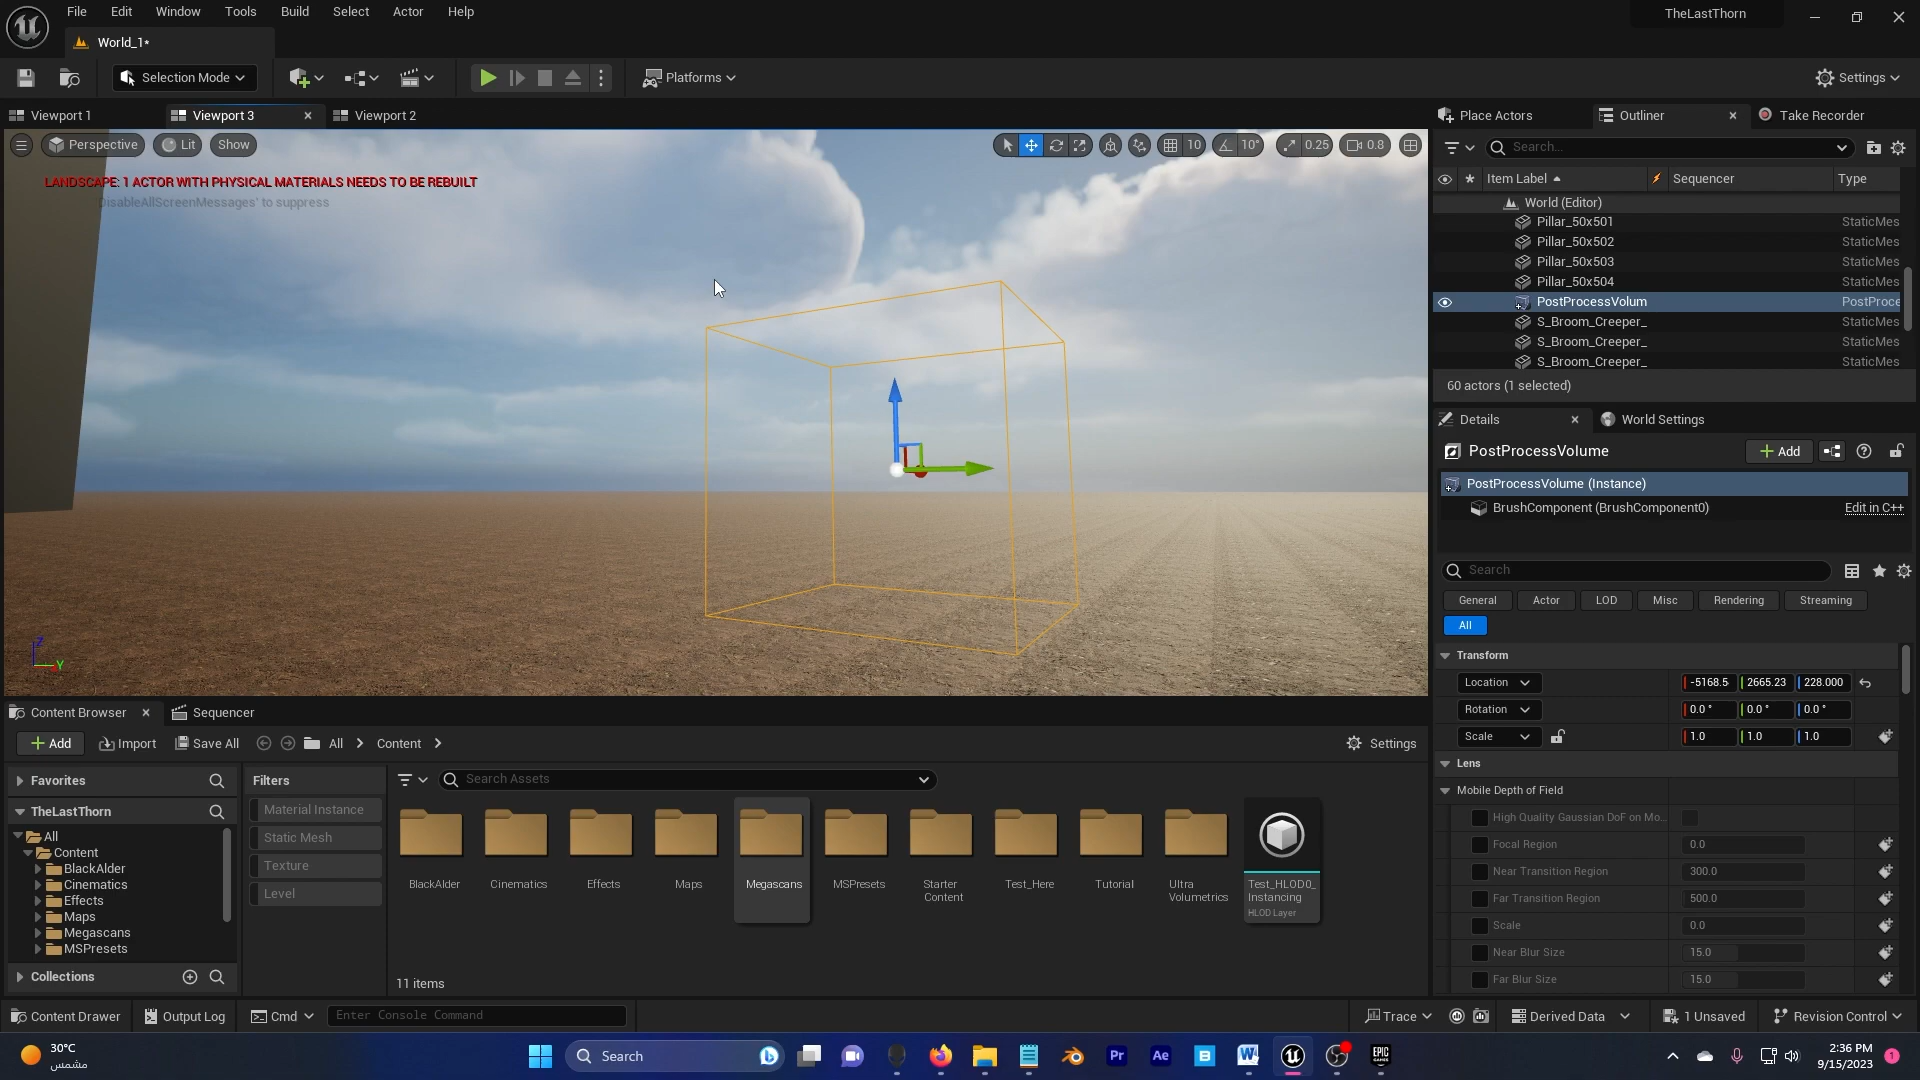 File Edit Window Tools Build Select Actor Help
TheLastThorn
World_1*
Selection Mode
Platforms
Settings
Viewport 1
Viewport 3
Viewport 2
Place Actors
Outliner
Take Recorder
Perspective
Lit
Show
10
10°
0.25
0.8
Search...
LANDSCAPE: 1 ACTOR WITH PHYSICAL MATERIALS NEEDS TO BE REBUILT
DisableAllScreenMessages' to suppress
Item Label
Sequencer
Type
World (Editor)
Pillar_50x501 StaticMes
Pillar_50x502 StaticMes
Pillar_50x503 StaticMes
Pillar_50x504 StaticMes
PostProcessVolum PostProce
S_Broom_Creeper_ StaticMes
S_Broom_Creeper_ StaticMes
S_Broom_Creeper_ StaticMes
60 actors (1 selected)
Details
World Settings
PostProcessVolume
Add
PostProcessVolume (Instance)
BrushComponent (BrushComponent0)
Edit in C++
Search
General Actor LOD Misc Rendering Streaming
All
Transform
Location -5168.5 2665.23 228.000
Rotation 0.0 ° 0.0 ° 0.0 °
Scale 1.0 1.0 1.0
Lens
Mobile Depth of Field
High Quality Gaussian DoF on Mo...
Focal Region 0.0
Near Transition Region 300.0
Far Transition Region 500.0
Scale 0.0
Near Blur Size 15.0
Far Blur Size 15.0
Z
Y
Content Browser
Sequencer
Add
Import
Save All
All
Content
Settings
Favorites
Filters
Search Assets
TheLastThorn
All
Content
BlackAlder
Cinematics
Effects
Maps
Megascans
MSPresets
Collections
Material Instance
Static Mesh
Texture
Level
BlackAlder
Cinematics
Effects
Maps
Megascans
MSPresets
Starter
Content
Test_Here
Tutorial
Ultra
Volumetrics
Test_HLOD0_
Instancing
HLOD Layer
11 items
Content Drawer
Output Log
Cmd
Enter Console Command
Trace
Derived Data
1 Unsaved
Revision Control
30°C
مشمس
Search
Pr
Ae
B
W
EPIC
GAMES
2:36 PM
9/15/2023
1